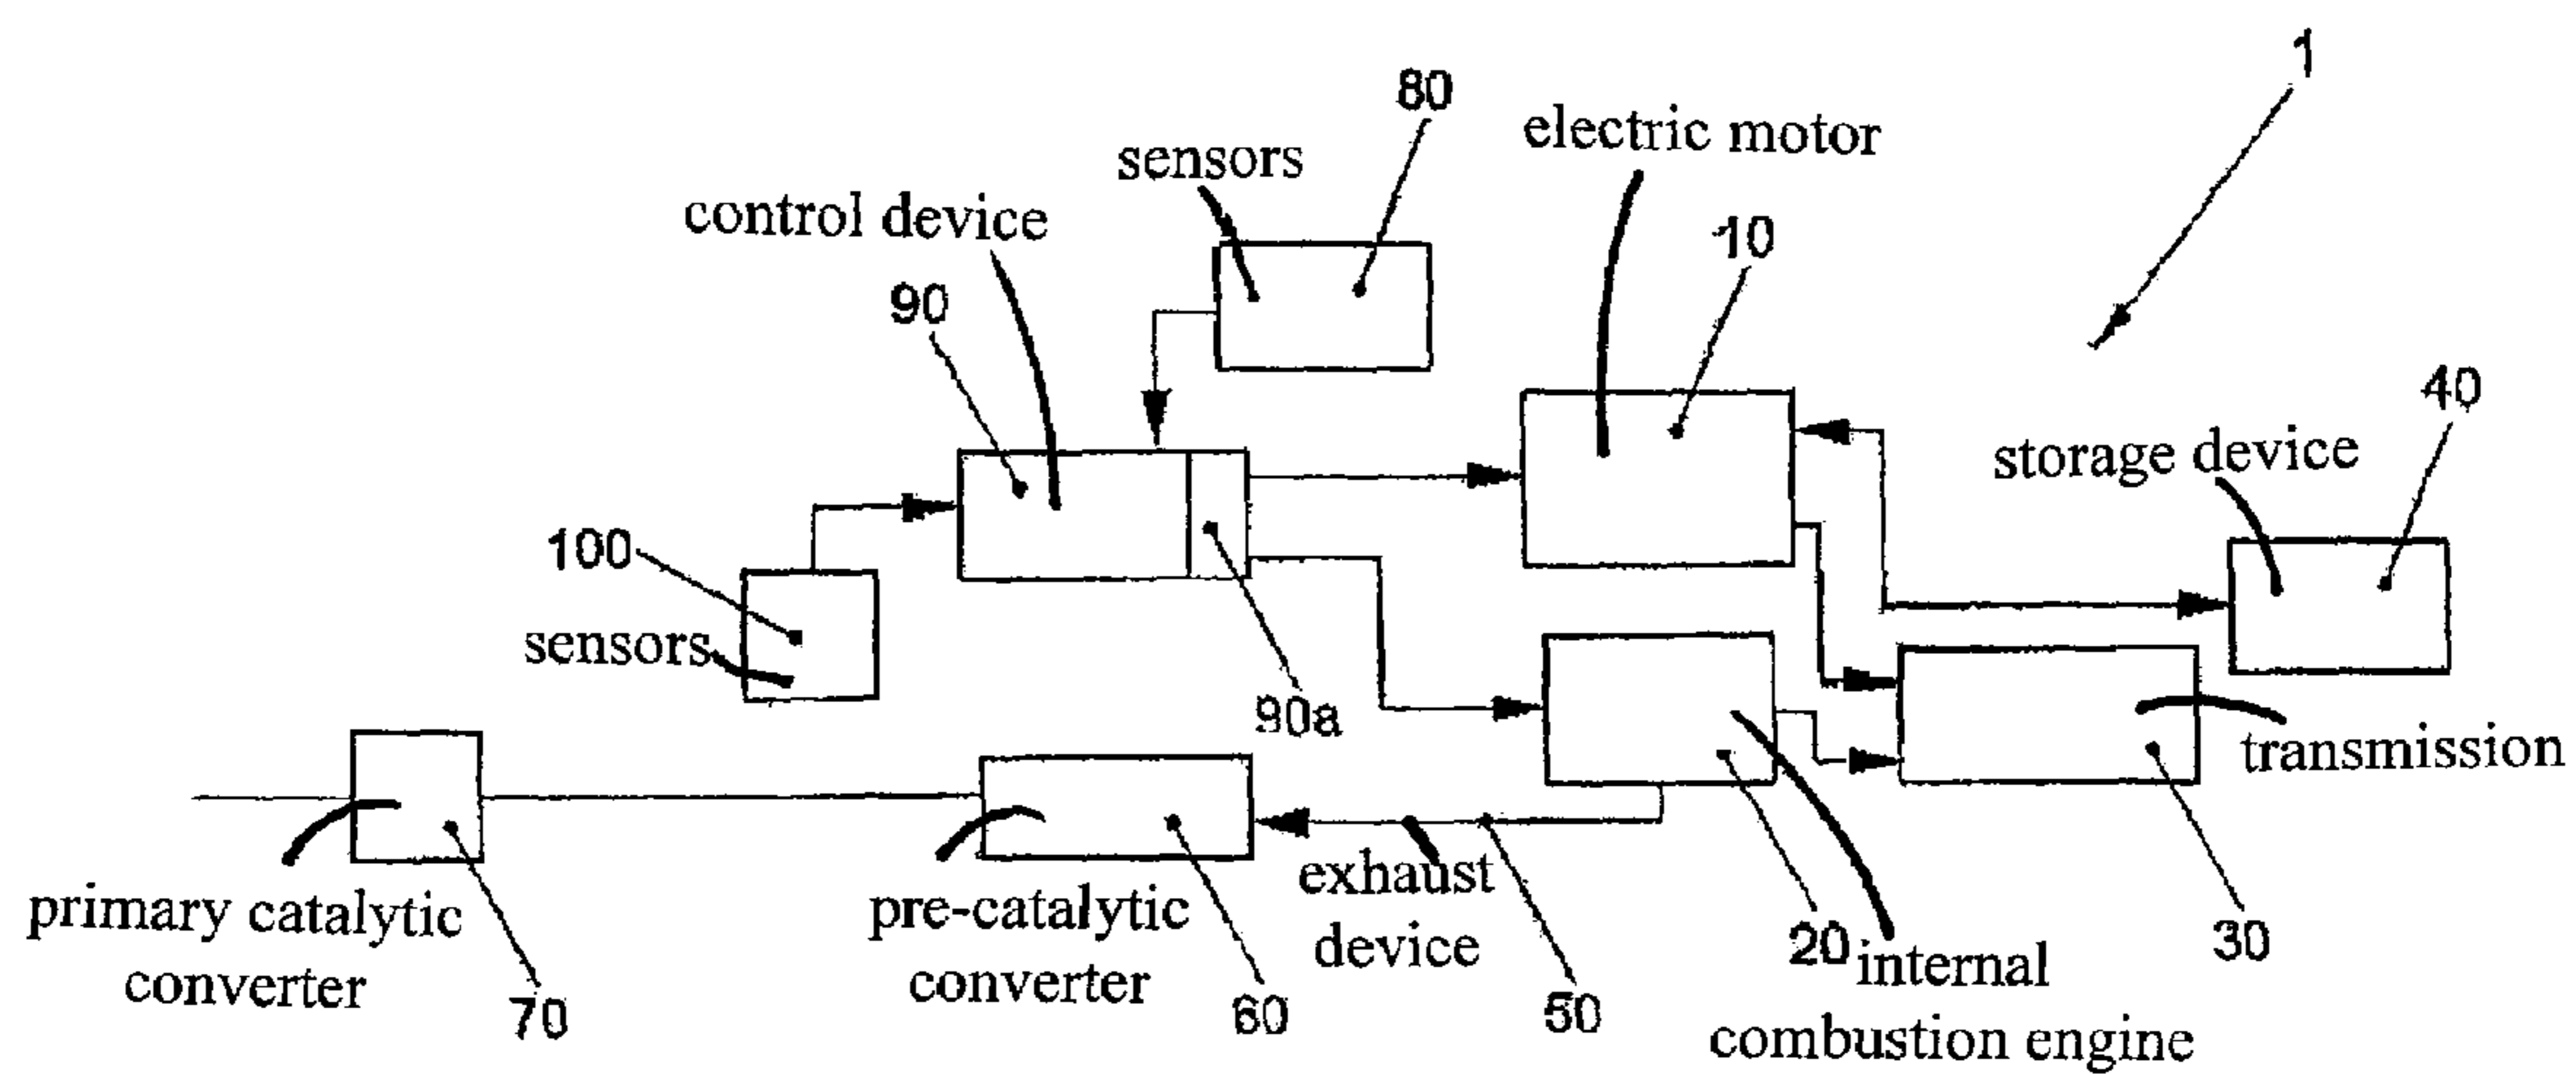 1
80
electric motor
sensors
control device
10
90
40
storage device
100
sensors
90a
transmission
primary catalytic
converter
70
pre-catalytic
converter
60
exhaust
device
50
20
internal
combustion engine
30